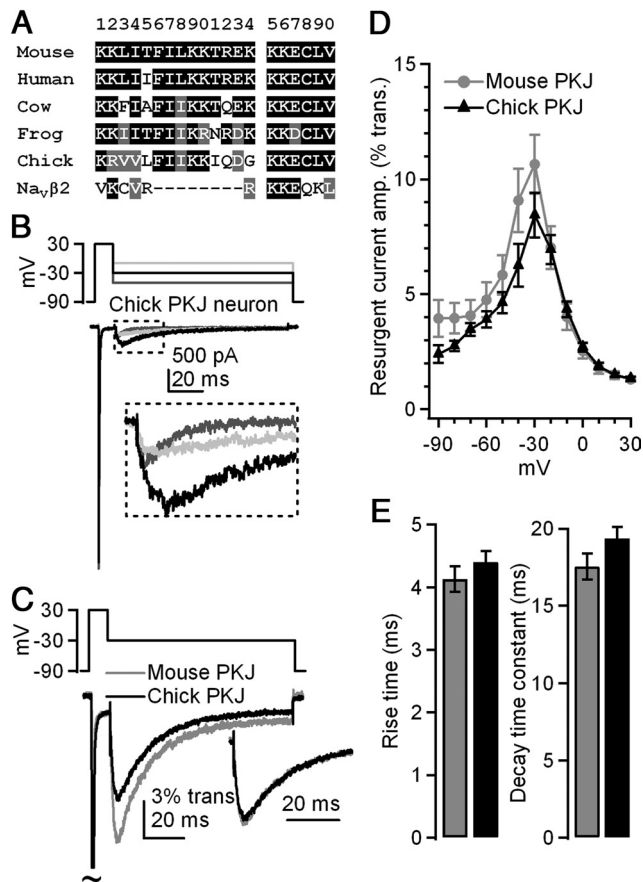 A
12345678901234 567890
Mouse KKLITFILKKTREK KKECLV
Human KKLIIFILKKTREK KKECLV
Cow KKFIAFIIKKTQEK KKECLV
Frog KKIITFIIKRNRDK KKDCLV
Chick KRVVLFIIKKIQDG KKECLV
NaVβ2 VKCVR---------R KKEQKL
B
30
-30
-90
mV
Chick PKJ neuron
500 pA
20 ms
C
30
-30
-90
mV
Mouse PKJ
Chick PKJ
3% trans.
20 ms
20 ms
~
D
15
10
5
0
Resurgent current amp. (% trans.)
Mouse PKJ
Chick PKJ
-90 -60 -30 0 30
mV
E
5
4
3
2
1
0
Rise time (ms)
20
15
10
5
0
Decay time constant (ms)